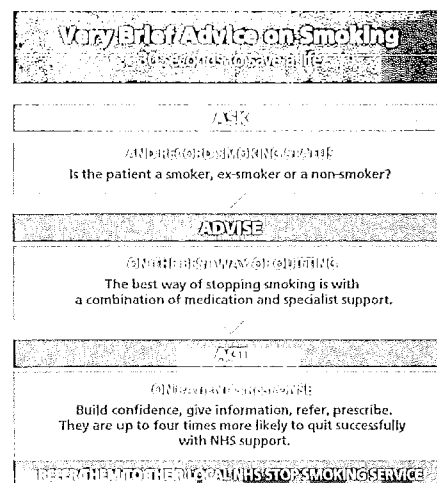 Very Brief Advice on Smoking
30 seconds to save a life
ASK
AND RECORD SMOKING STATUS
Is the patient a smoker, ex-smoker or a non-smoker?
ADVISE
ON THE BEST WAY OF QUITTING
The best way of stopping smoking is with
a combination of medication and specialist support.
ACT
ON PATIENT'S RESPONSE
Build confidence, give information, refer, prescribe.
They are up to four times more likely to quit successfully
with NHS support.
REFER THEM TO THEIR LOCAL NHS STOP SMOKING SERVICE